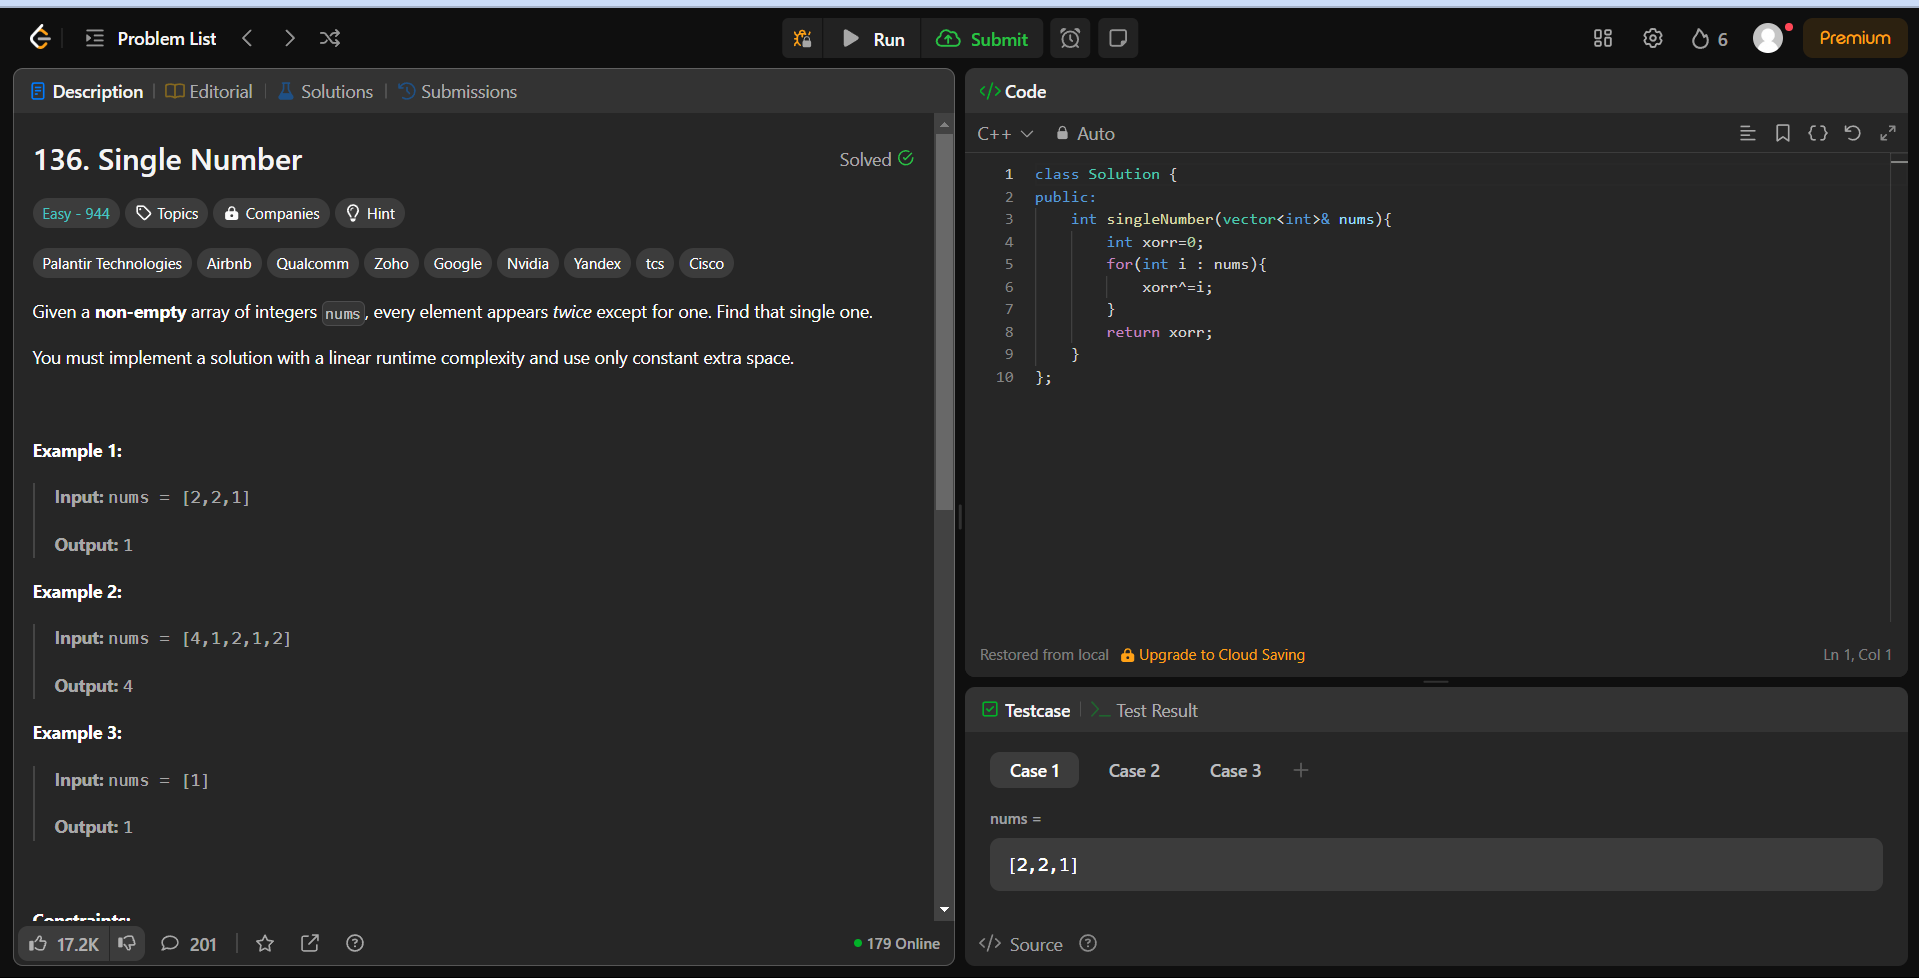 Problem List
Run
Submit
6
Premium
Description
Editorial
Solutions
Submissions
136. Single Number
Solved
Easy - 944
Topics
Companies
Hint
Palantir Technologies
Airbnb
Qualcomm
Zoho
Google
Nvidia
Yandex
tcs
Cisco
Given a non-empty array of integers nums, every element appears twice except for one. Find that single one.
You must implement a solution with a linear runtime complexity and use only constant extra space.
Example 1:
Input: nums = [2,2,1]
Output: 1
Example 2:
Input: nums = [4,1,2,1,2]
Output: 4
Example 3:
Input: nums = [1]
Output: 1
Constraints:
17.2K
201
179 Online
</> Code
C++
Auto
1 class Solution {
2 public:
3     int singleNumber(vector<int>& nums){
4         int xorr=0;
5         for(int i : nums){
6             xorr^=i;
7         }
8         return xorr;
9     }
10 };
Restored from local
Upgrade to Cloud Saving
Ln 1, Col 1
Testcase
Test Result
Case 1
Case 2
Case 3
nums =
[2,2,1]
</> Source